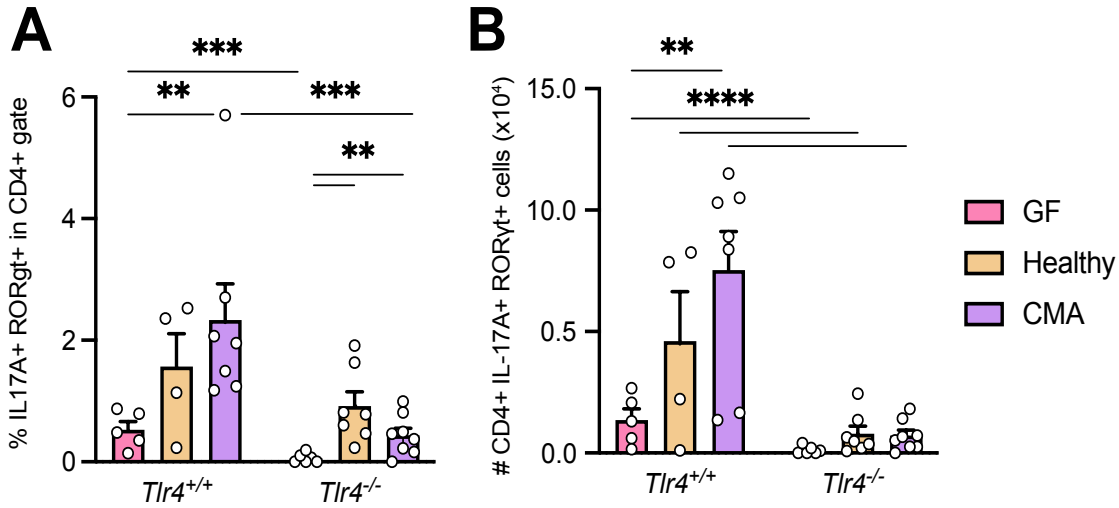 A
% IL17A+ RORgt+ in CD4+ gate
6
4
2
0
***
**
***
**
Tlr4+/+
Tlr4-/-
B
# CD4+ IL-17A+ RORγt+ cells (x10⁴)
15.0
10.0
0.5
0.0
**
****
Tlr4+/+
Tlr4-/-
GF
Healthy
CMA